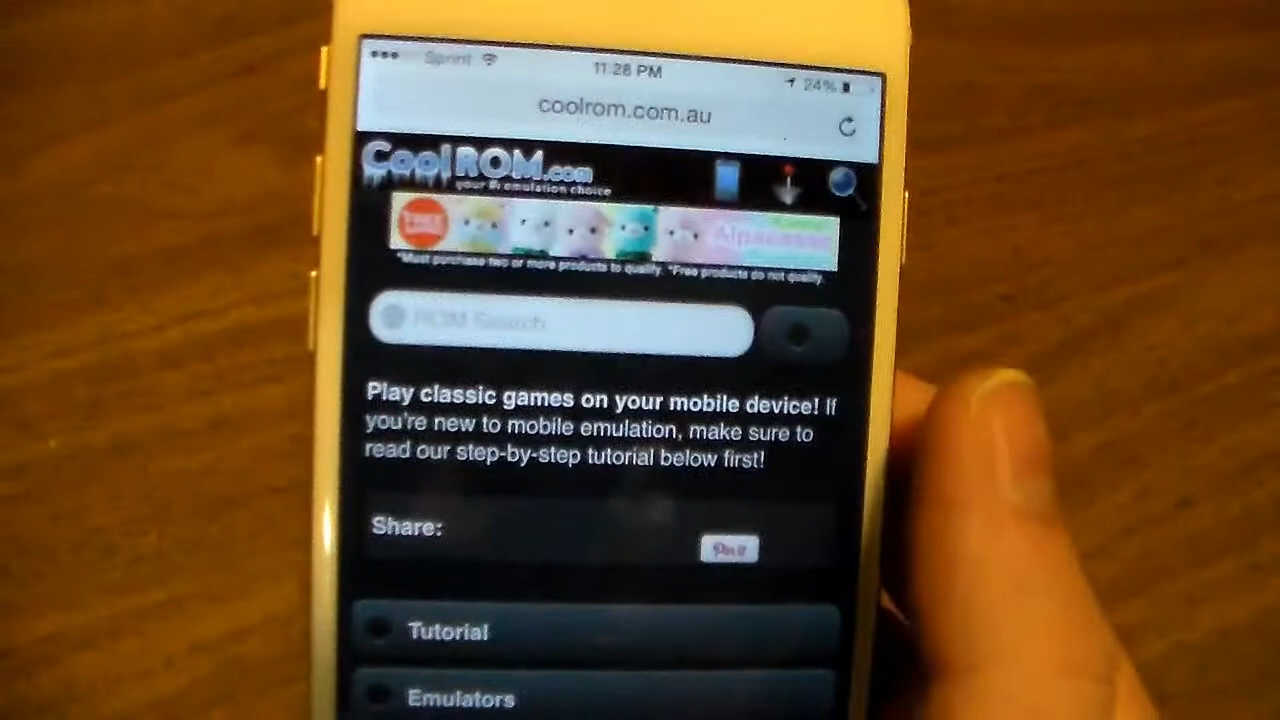 Sprint 11:28 PM 24%
coolrom.com.au
CoolROM.com
your #1 emulation choice
Alpacasso
*Must purchase two or more products to qualify. *Free products do not qualify.
ROM Search
Play classic games on your mobile device! If
you're new to mobile emulation, make sure to
read our step-by-step tutorial below first!
Share:
Pin it
Tutorial
Emulators